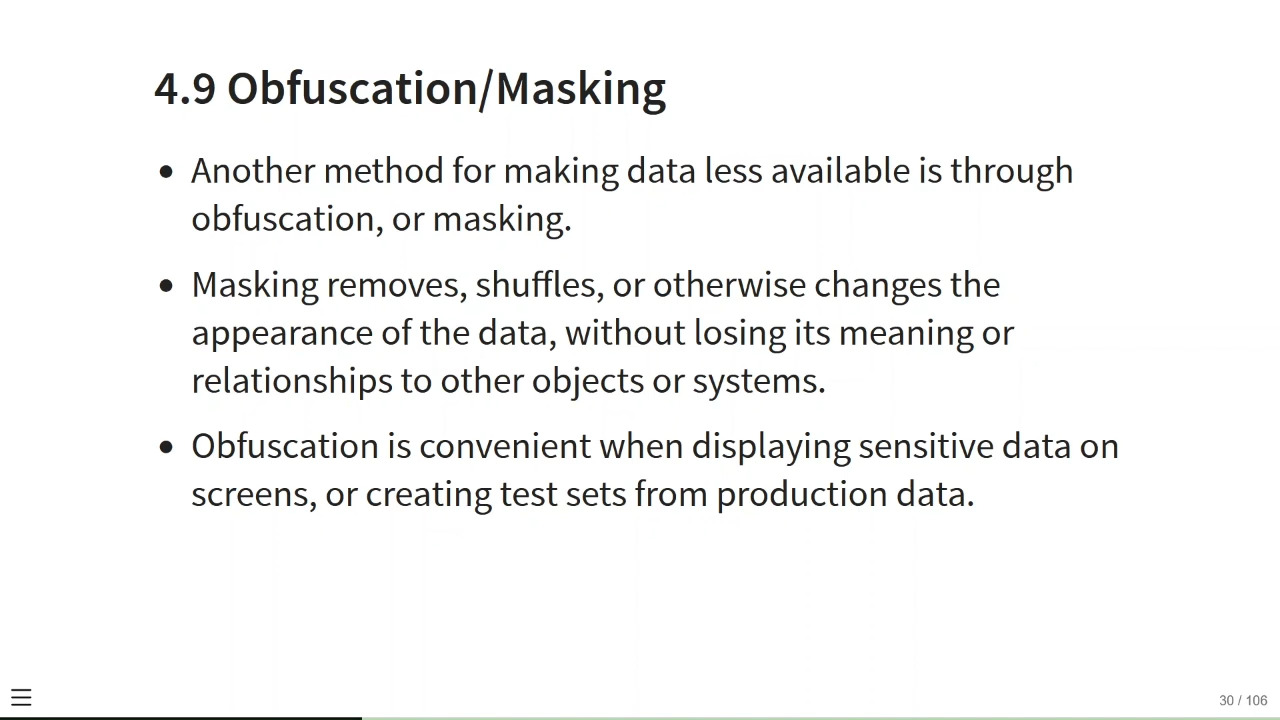 4.9 Obfuscation/Masking
• Another method for making data less available is through
obfuscation, or masking.
• Masking removes, shuffles, or otherwise changes the
appearance of the data, without losing its meaning or
relationships to other objects or systems.
• Obfuscation is convenient when displaying sensitive data on
screens, or creating test sets from production data.
30 / 106